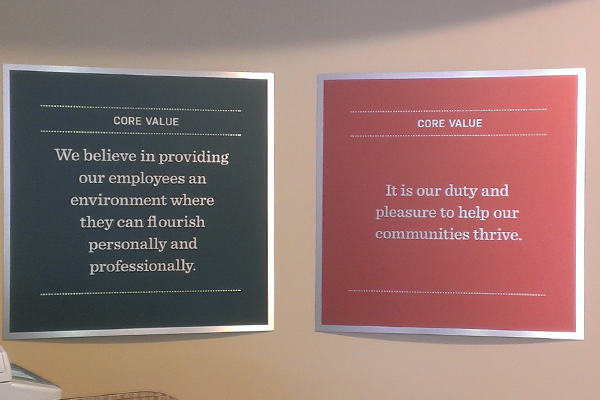 CORE VALUE
We believe in providing
our employees an
environment where
they can flourish
personally and
professionally.
CORE VALUE
It is our duty and
pleasure to help our
communities thrive.